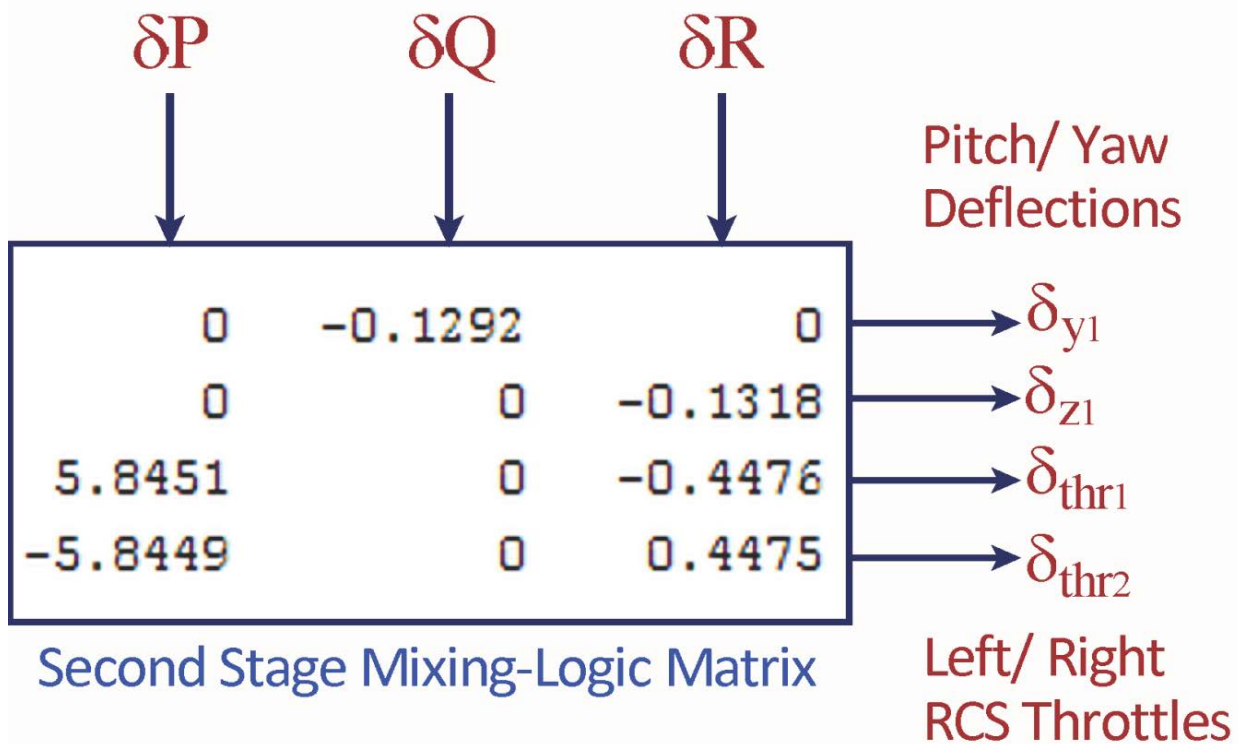 δP δQ δR
Pitch/ Yaw
Deflections
0 -0.1292 0 δy1
0 0 -0.1318 δz1
5.8451 0 -0.4476 δthr1
-5.8449 0 0.4475 δthr2
Second Stage Mixing-Logic Matrix
Left/ Right
RCS Throttles